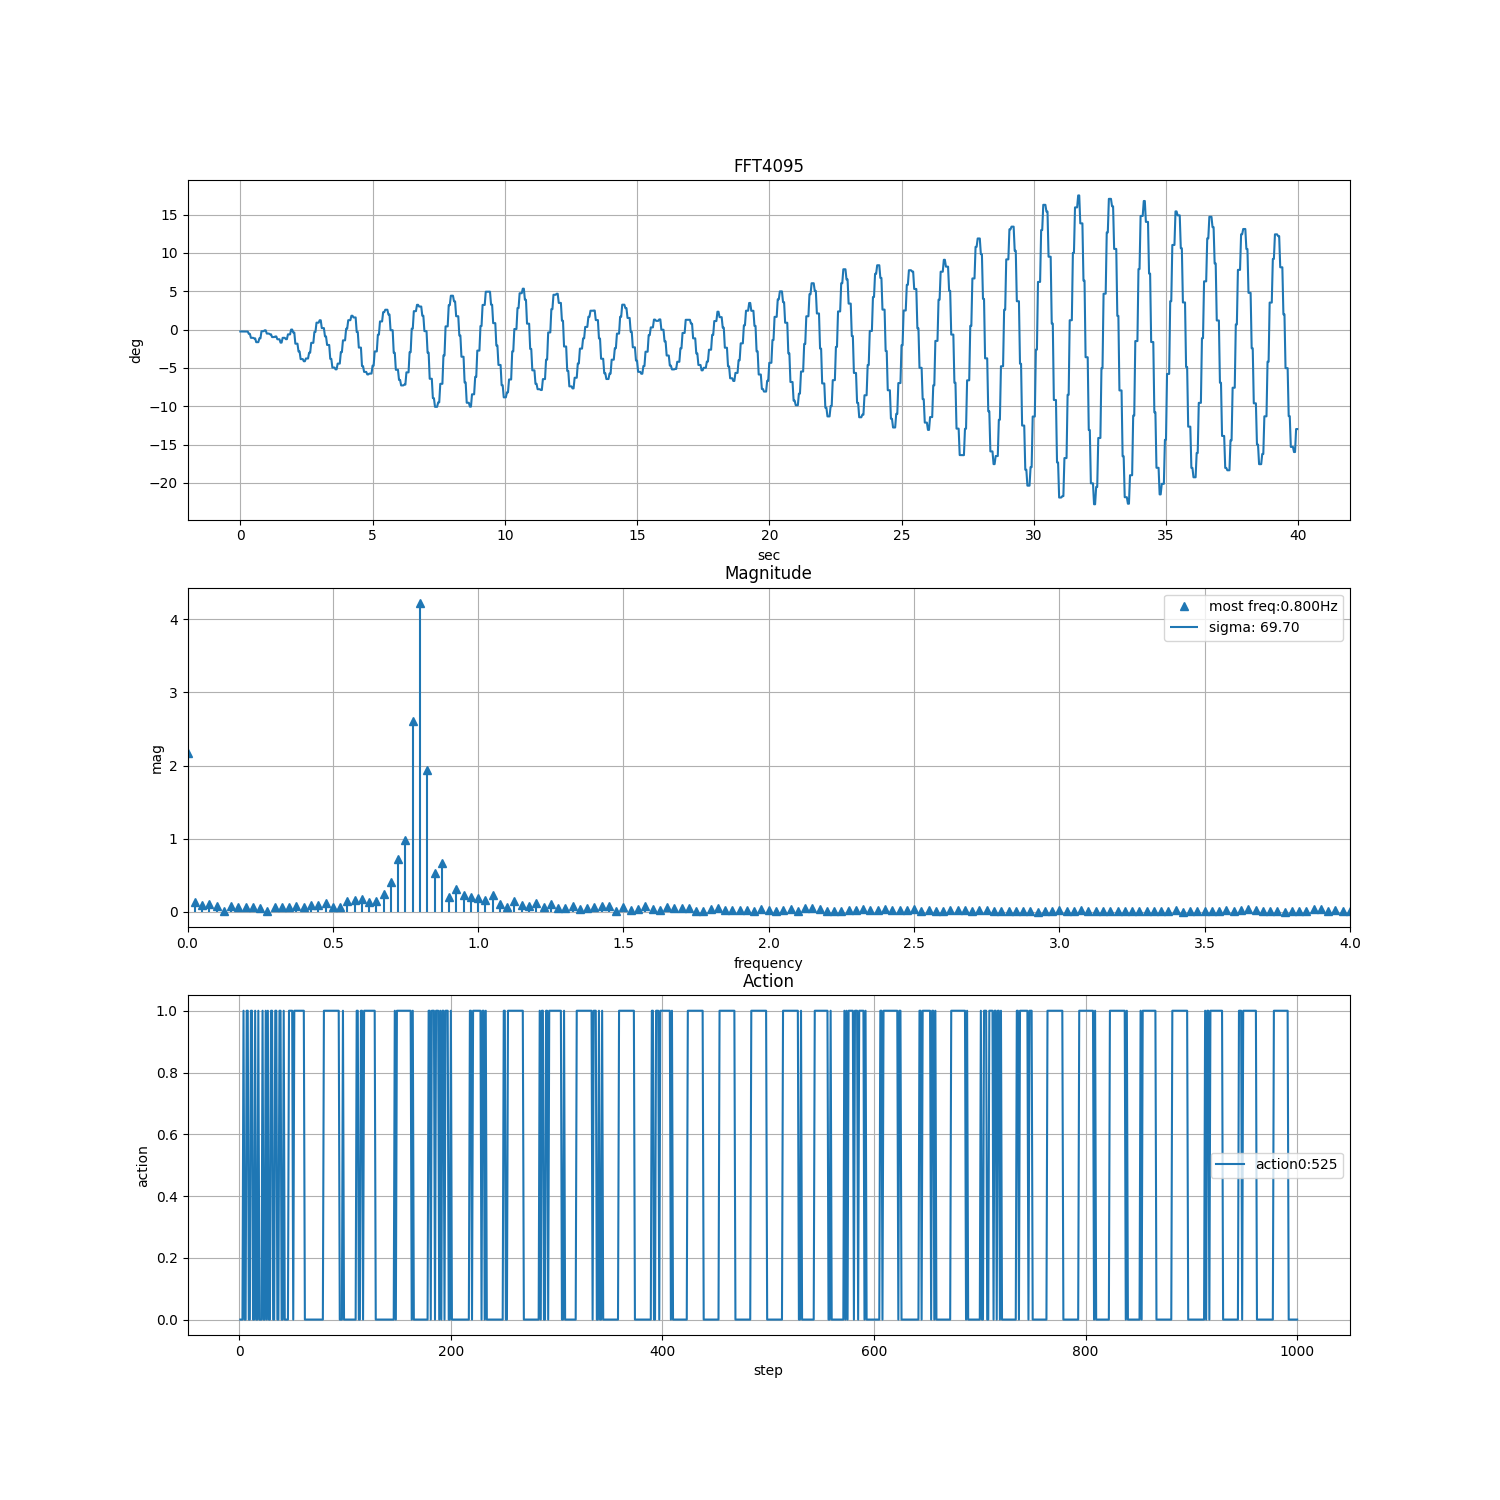 FFT4095
15
10
5
0
−5
−10
−15
−20
deg
0 5 10 15 20 25 30 35 40
sec
Magnitude
4
3
2
1
0
mag
most freq:0.800Hz
sigma: 69.70
0.0 0.5 1.0 1.5 2.0 2.5 3.0 3.5 4.0
frequency
Action
1.0
0.8
0.6
0.4
0.2
0.0
action
action0:525
0 200 400 600 800 1000
step